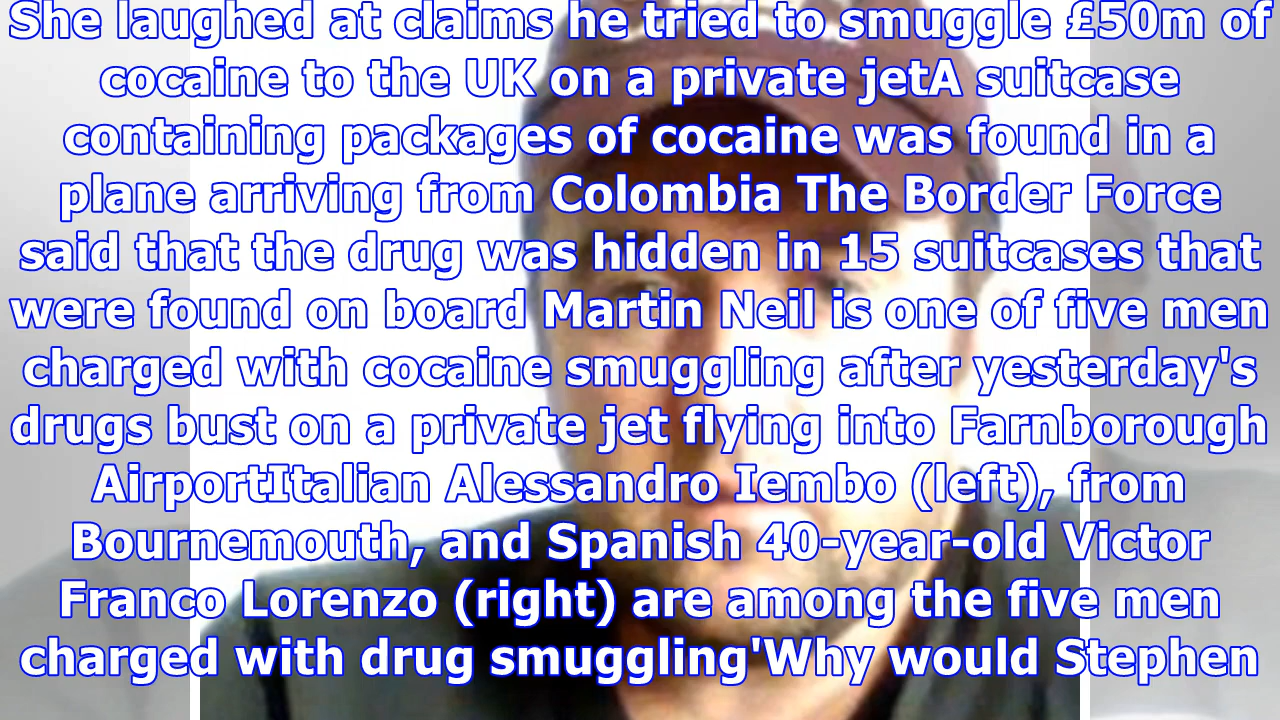 She laughed at claims he tried to smuggle £50m of
cocaine to the UK on a private jetA suitcase
containing packages of cocaine was found in a
plane arriving from Colombia The Border Force
said that the drug was hidden in 15 suitcases that
were found on board Martin Neil is one of five men
charged with cocaine smuggling after yesterday's
drugs bust on a private jet flying into Farnborough
AirportItalian Alessandro Iembo (left), from
Bournemouth, and Spanish 40-year-old Victor
Franco Lorenzo (right) are among the five men
charged with drug smuggling'Why would Stephen